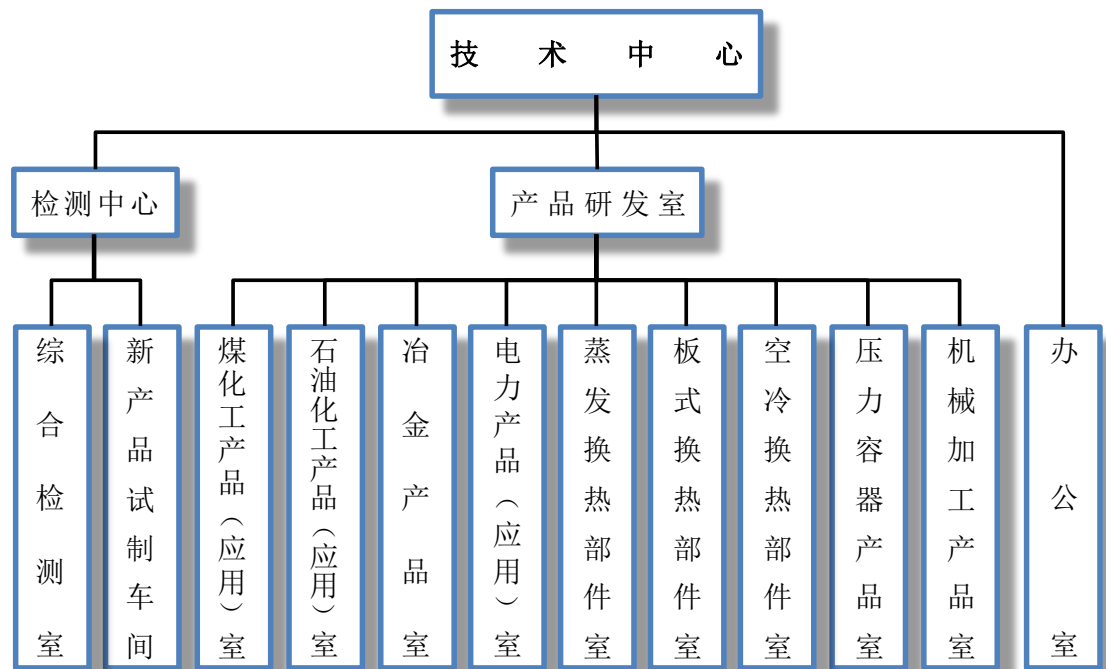 技术中心
检测中心
产品研发室
综合检测室
新产品试制车间
煤化工产品（应用）室
石油化工产品（应用）室
冶金产品室
电力产品（应用）室
蒸发换热部件室
板式换热部件室
空冷换热部件室
压力容器产品室
机械加工产品室
办公室